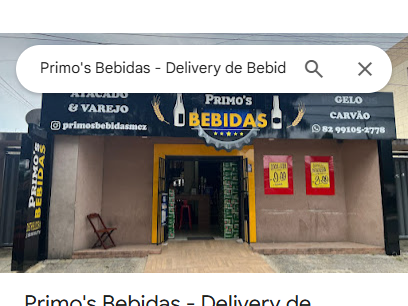 Primo's Bebidas - Delivery de Bebid
ATACADO
& VAREJO
primosbebidasmcz
PRIMO'S
BEBIDAS
GELO
CARVÃO
82 99105-2778
PRIMO'S
BEBIDAS
Primo's Bebidas - Delivery de